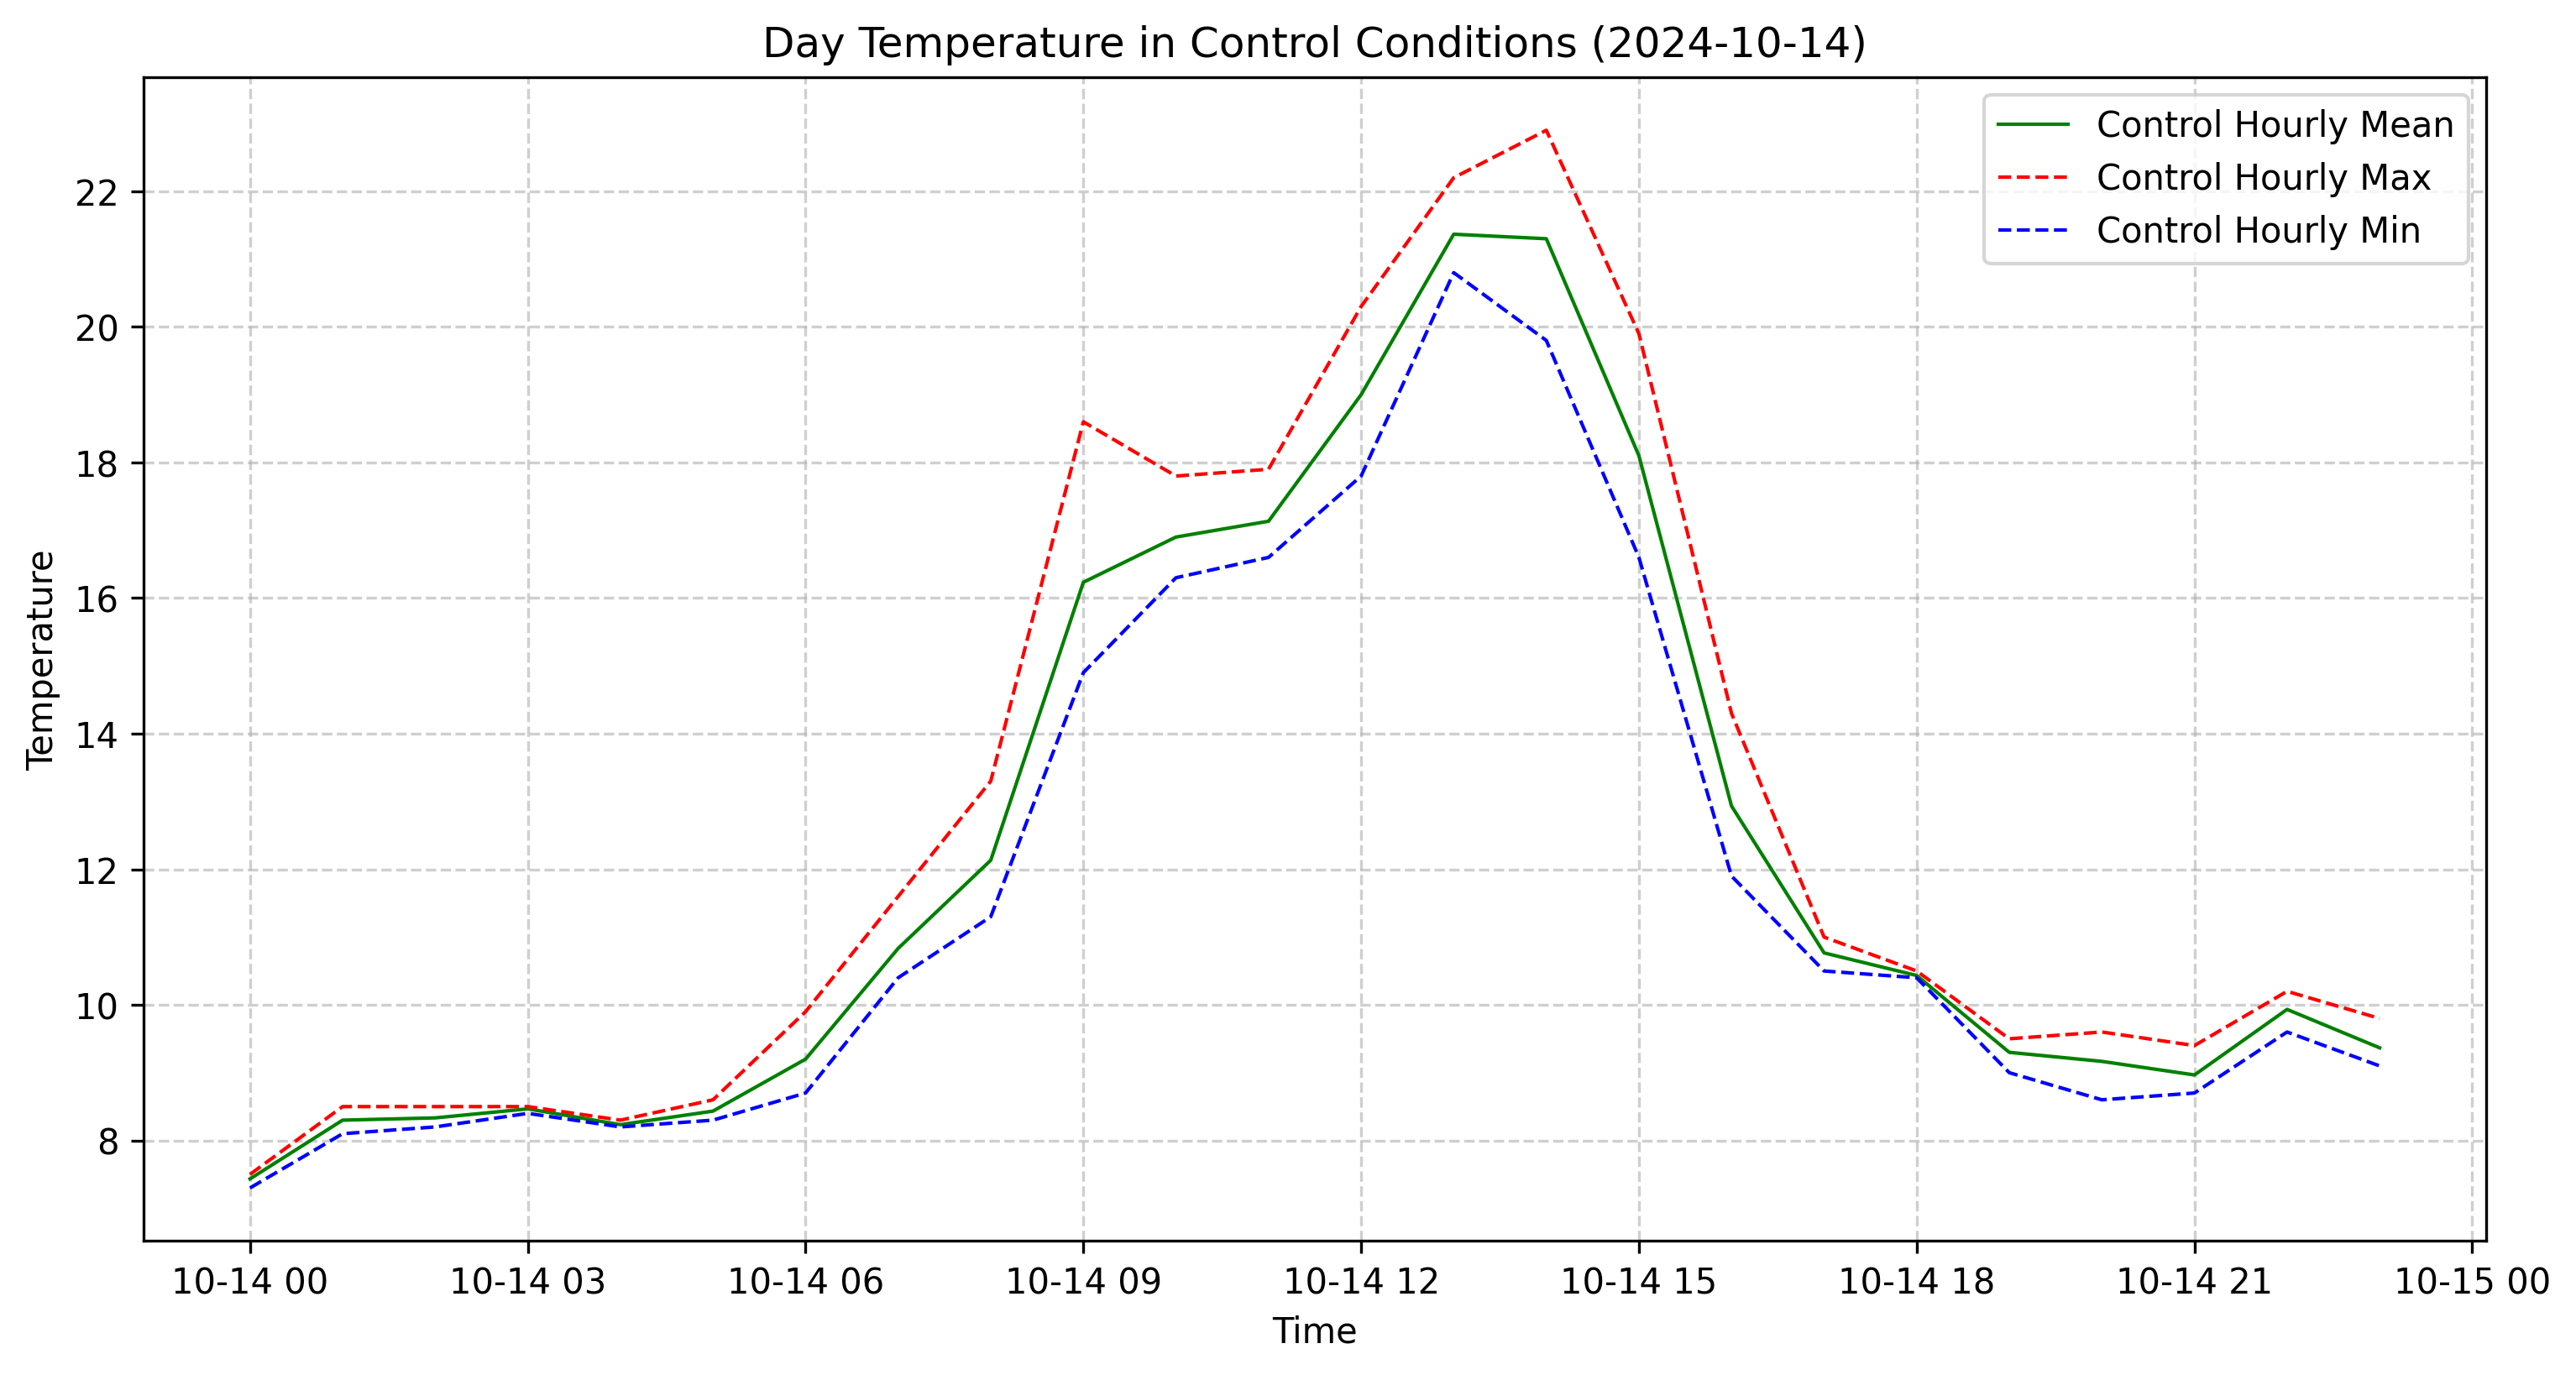 Day Temperature in Control Conditions (2024-10-14)
Control Hourly Mean
Control Hourly Max
Control Hourly Min
Temperature
22
20
18
16
14
12
10
8
10-14 00
10-14 03
10-14 06
10-14 09
10-14 12
10-14 15
10-14 18
10-14 21
10-15 00
Time